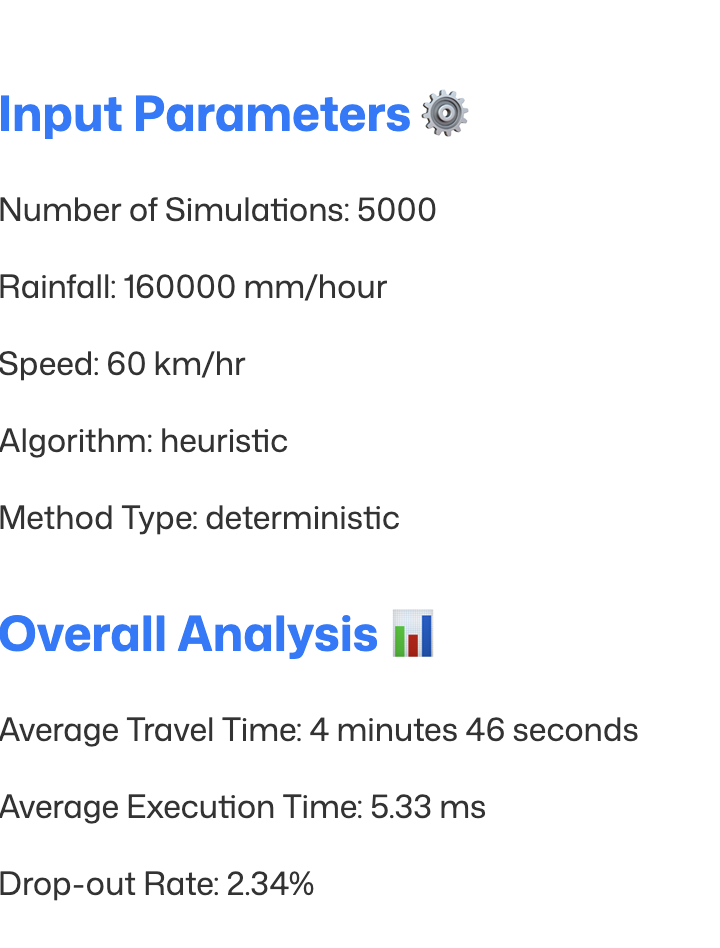 Input Parameters ⚙️
Number of Simulations: 5000
Rainfall: 160000 mm/hour
Speed: 60 km/hr
Algorithm: heuristic
Method Type: deterministic
Overall Analysis 📊
Average Travel Time: 4 minutes 46 seconds
Average Execution Time: 5.33 ms
Drop-out Rate: 2.34%